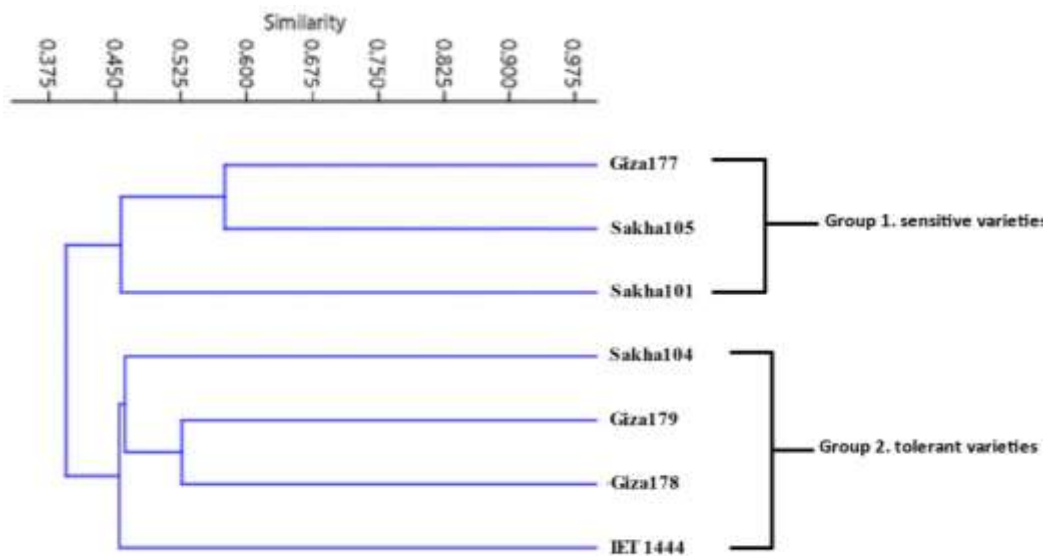 Similarity
0.375
0.450
0.525
0.600
0.675
0.750
0.825
0.900
0.975
Giza177
Sakha105
Group 1. sensitive varieties
Sakha101
Sakha104
Giza179
Group 2. tolerant varieties
Giza178
IET 1444